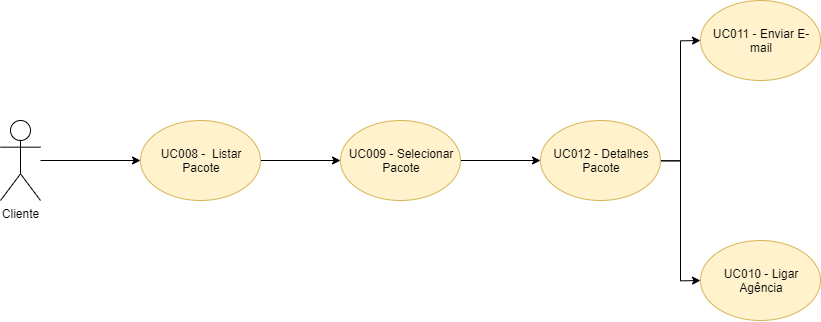 UC011 - Enviar E-
mail
UC008 -  Listar
Pacote
UC009 - Selecionar
Pacote
UC012 - Detalhes
Pacote
Cliente
UC010 - Ligar
Agência